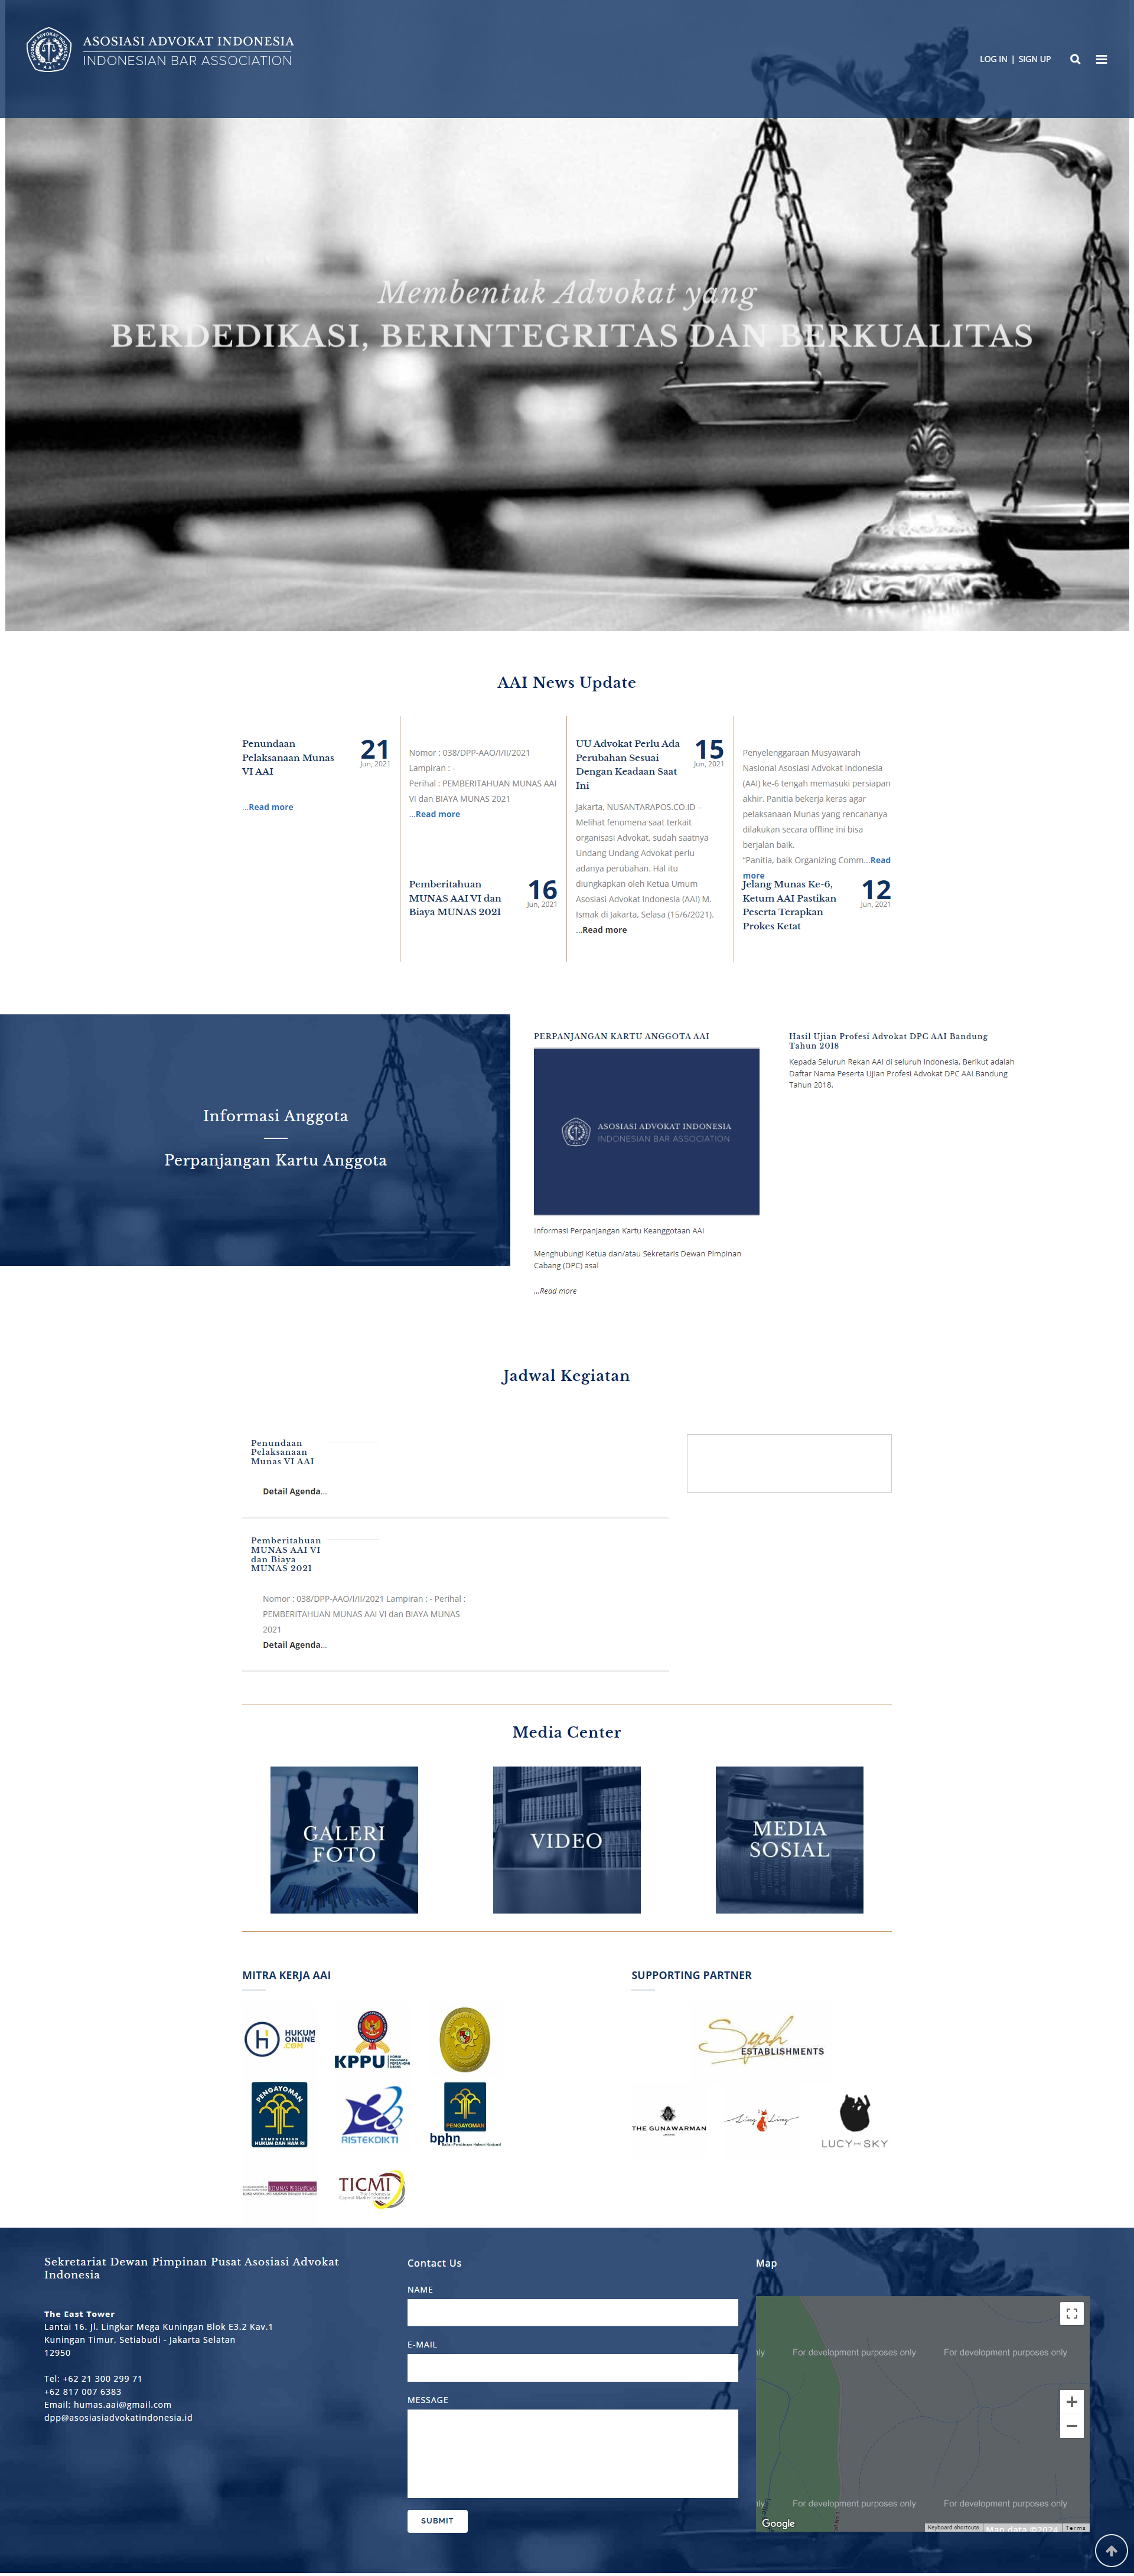 ASOSIASI ADVOKAT INDONESIA
INDONESIAN BAR ASSOCIATION
LOG IN | SIGN UP
Membentuk Advokat yang
BERDEDIKASI, BERINTEGRITAS DAN BERKUALITAS
AAI News Update
Penundaan
Pelaksanaan Munas
VI AAI
21
Jun, 2021
...Read more
Nomor : 038/DPP-AAO/I/II/2021
Lampiran : -
Perihal : PEMBERITAHUAN MUNAS AAI
VI dan BIAYA MUNAS 2021
...Read more
Pemberitahuan
MUNAS AAI VI dan
Biaya MUNAS 2021
16
Jun, 2021
UU Advokat Perlu Ada
Perubahan Sesuai
Dengan Keadaan Saat
Ini
15
Jun, 2021
Jakarta, NUSANTARAPOS.CO.ID –
Melihat fenomena saat terkait
organisasi Advokat, sudah saatnya
Undang Undang Advokat perlu
adanya perubahan. Hal itu
diungkapkan oleh Ketua Umum
Asosiasi Advokat Indonesia (AAI) M.
Ismak di Jakarta, Selasa (15/6/2021).
...Read more
Penyelenggaraan Musyawarah
Nasional Asosiasi Advokat Indonesia
(AAI) ke-6 tengah memasuki persiapan
akhir. Panitia bekerja keras agar
pelaksanaan Munas yang rencananya
dilakukan secara offline ini bisa
berjalan baik.
“Panitia, baik Organizing Comm...Read
more
Jelang Munas Ke-6,
Ketum AAI Pastikan
Peserta Terapkan
Prokes Ketat
12
Jun, 2021
Informasi Anggota
Perpanjangan Kartu Anggota
PERPANJANGAN KARTU ANGGOTA AAI
ASOSIASI ADVOKAT INDONESIA
INDONESIAN BAR ASSOCIATION
Informasi Perpanjangan Kartu Keanggotaan AAI
Menghubungi Ketua dan/atau Sekretaris Dewan Pimpinan
Cabang (DPC) asal
...Read more
Hasil Ujian Profesi Advokat DPC AAI Bandung
Tahun 2018
Kepada Seluruh Rekan AAI di seluruh Indonesia, Berikut adalah
Daftar Nama Peserta Ujian Profesi Advokat DPC AAI Bandung
Tahun 2018.
Jadwal Kegiatan
Penundaan
Pelaksanaan
Munas VI AAI
Detail Agenda...
Pemberitahuan
MUNAS AAI VI
dan Biaya
MUNAS 2021
Nomor : 038/DPP-AAO/I/II/2021 Lampiran : - Perihal :
PEMBERITAHUAN MUNAS AAI VI dan BIAYA MUNAS
2021
Detail Agenda...
Media Center
GALERI
FOTO
VIDEO
MEDIA
SOSIAL
MITRA KERJA AAI
SUPPORTING PARTNER
HUKUM
ONLINE
.COM
KPPU
PENGAYOMAN
KEMENTERIAN
HUKUM DAN HAM RI
RISTEKDIKTI
PENGAYOMAN
bphn
Badan Pembinaan Hukum Nasional
KOMNAS PEREMPUAN
TICMI
The Indonesia
Capital Market Institute
Syah
ESTABLISHMENTS
THE GUNAWARMAN
Ling Ling
LUCY IN THE SKY
Sekretariat Dewan Pimpinan Pusat Asosiasi Advokat
Indonesia
The East Tower
Lantai 16. Jl. Lingkar Mega Kuningan Blok E3.2 Kav.1
Kuningan Timur, Setiabudi - Jakarta Selatan
12950
Tel: +62 21 300 299 71
+62 817 007 6383
Email: humas.aai@gmail.com
dpp@asosiasiadvokatindonesia.id
Contact Us
NAME
E-MAIL
MESSAGE
SUBMIT
Map
only
For development purposes only
For development purposes only
only
For development purposes only
For development purposes only
Google
Keyboard shortcuts
Map data ©2024
Terms